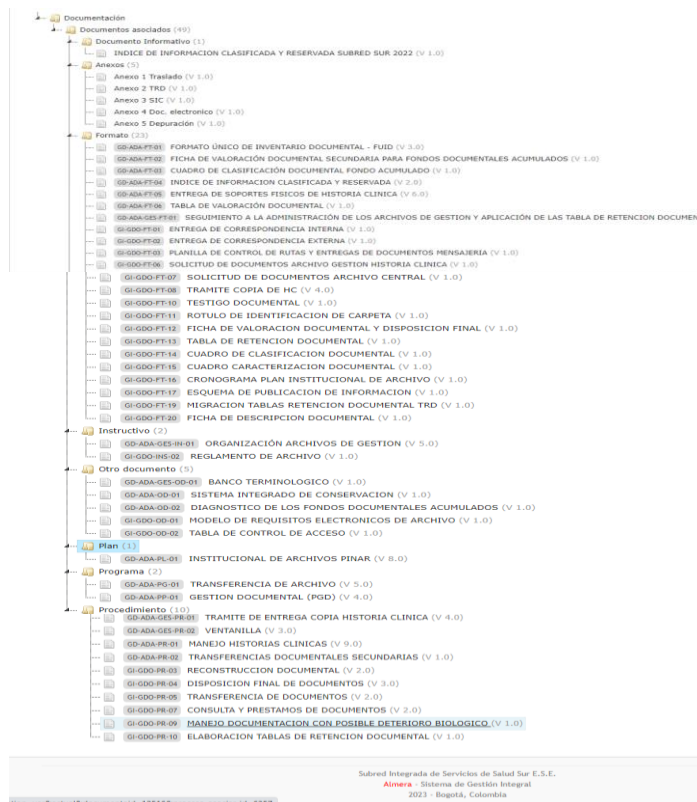 Documentación
Documentos asociados (49)
Documento Informativo (1)
INDICE DE INFORMACION CLASIFICADA Y RESERVADA SUBRED SUR 2022 (V 1.0)
Anexos (5)
Anexo 1 Traslado (V 1.0)
Anexo 2 TRD (V 1.0)
Anexo 3 SIC (V 1.0)
Anexo 4 Doc. electronico (V 1.0)
Anexo 5 Depuración (V 1.0)
Formato (23)
GD-ADA-FT-01 FORMATO ÚNICO DE INVENTARIO DOCUMENTAL - FUID (V 3.0)
GD-ADA-FT-02 FICHA DE VALORACIÓN DOCUMENTAL SECUNDARIA PARA FONDOS DOCUMENTALES ACUMULADOS (V 1.0)
GD-ADA-FT-03 CUADRO DE CLASIFICACIÓN DOCUMENTAL FONDO ACUMULADO (V 1.0)
GD-ADA-FT-04 INDICE DE INFORMACION CLASIFICADA Y RESERVADA (V 2.0)
GD-ADA-FT-05 ENTREGA DE SOPORTES FISICOS DE HISTORIA CLINICA (V 6.0)
GD-ADA-FT-06 TABLA DE VALORACIÓN DOCUMENTAL (V 1.0)
GD-ADA-GES-FT-01 SEGUIMIENTO A LA ADMINISTRACIÓN DE LOS ARCHIVOS DE GESTION Y APLICACIÓN DE LAS TABLA DE RETENCION DOCUMEN
GI-GDO-FT-01 ENTREGA DE CORRESPONDENCIA INTERNA (V 1.0)
GI-GDO-FT-02 ENTREGA DE CORRESPONDENCIA EXTERNA (V 1.0)
GI-GDO-FT-03 PLANILLA DE CONTROL DE RUTAS Y ENTREGAS DE DOCUMENTOS MENSAJERIA (V 1.0)
GI-GDO-FT-06 SOLICITUD DE DOCUMENTOS ARCHIVO GESTION HISTORIA CLINICA (V 1.0)
GI-GDO-FT-07 SOLICITUD DE DOCUMENTOS ARCHIVO CENTRAL (V 1.0)
GI-GDO-FT-08 TRAMITE COPIA DE HC (V 4.0)
GI-GDO-FT-10 TESTIGO DOCUMENTAL (V 1.0)
GI-GDO-FT-11 ROTULO DE IDENTIFICACION DE CARPETA (V 1.0)
GI-GDO-FT-12 FICHA DE VALORACION DOCUMENTAL Y DISPOSICION FINAL (V 1.0)
GI-GDO-FT-13 TABLA DE RETENCION DOCUMENTAL (V 1.0)
GI-GDO-FT-14 CUADRO DE CLASIFICACION DOCUMENTAL (V 1.0)
GI-GDO-FT-15 CUADRO CARACTERIZACION DOCUMENTAL (V 1.0)
GI-GDO-FT-16 CRONOGRAMA PLAN INSTITUCIONAL DE ARCHIVO (V 1.0)
GI-GDO-FT-17 ESQUEMA DE PUBLICACION DE INFORMACION (V 1.0)
GI-GDO-FT-19 MIGRACION TABLAS RETENCION DOCUMENTAL TRD (V 1.0)
GI-GDO-FT-20 FICHA DE DESCRIPCION DOCUMENTAL (V 1.0)
Instructivo (2)
GD-ADA-GES-IN-01 ORGANIZACIÓN ARCHIVOS DE GESTION (V 5.0)
GI-GDO-INS-02 REGLAMENTO DE ARCHIVO (V 1.0)
Otro documento (5)
GD-ADA-GES-OD-01 BANCO TERMINOLOGICO (V 1.0)
GD-ADA-OD-01 SISTEMA INTEGRADO DE CONSERVACION (V 1.0)
GD-ADA-OD-02 DIAGNOSTICO DE LOS FONDOS DOCUMENTALES ACUMULADOS (V 1.0)
GI-GDO-OD-01 MODELO DE REQUISITOS ELECTRONICOS DE ARCHIVO (V 1.0)
GI-GDO-OD-02 TABLA DE CONTROL DE ACCESO (V 1.0)
Plan (1)
GD-ADA-PL-01 INSTITUCIONAL DE ARCHIVOS PINAR (V 8.0)
Programa (2)
GD-ADA-PG-01 TRANSFERENCIA DE ARCHIVO (V 5.0)
GD-ADA-PP-01 GESTION DOCUMENTAL (PGD) (V 4.0)
Procedimiento (10)
GD-ADA-GES-PR-01 TRAMITE DE ENTREGA COPIA HISTORIA CLINICA (V 4.0)
GD-ADA-GES-PR-02 VENTANILLA (V 3.0)
GD-ADA-PR-01 MANEJO HISTORIAS CLINICAS (V 9.0)
GD-ADA-PR-02 TRANSFERENCIAS DOCUMENTALES SECUNDARIAS (V 1.0)
GI-GDO-PR-03 RECONSTRUCCION DOCUMENTAL (V 2.0)
GI-GDO-PR-04 DISPOSICION FINAL DE DOCUMENTOS (V 3.0)
GI-GDO-PR-05 TRANSFERENCIA DE DOCUMENTOS (V 2.0)
GI-GDO-PR-07 CONSULTA Y PRESTAMOS DE DOCUMENTOS (V 2.0)
GI-GDO-PR-09 MANEJO DOCUMENTACION CON POSIBLE DETERIORO BIOLOGICO (V 1.0)
GI-GDO-PR-10 ELABORACION TABLAS DE RETENCION DOCUMENTAL (V 1.0)
Subred Integrada de Servicios de Salud Sur E.S.E.
Almera - Sistema de Gestión Integral
2023 - Bogotá, Colombia